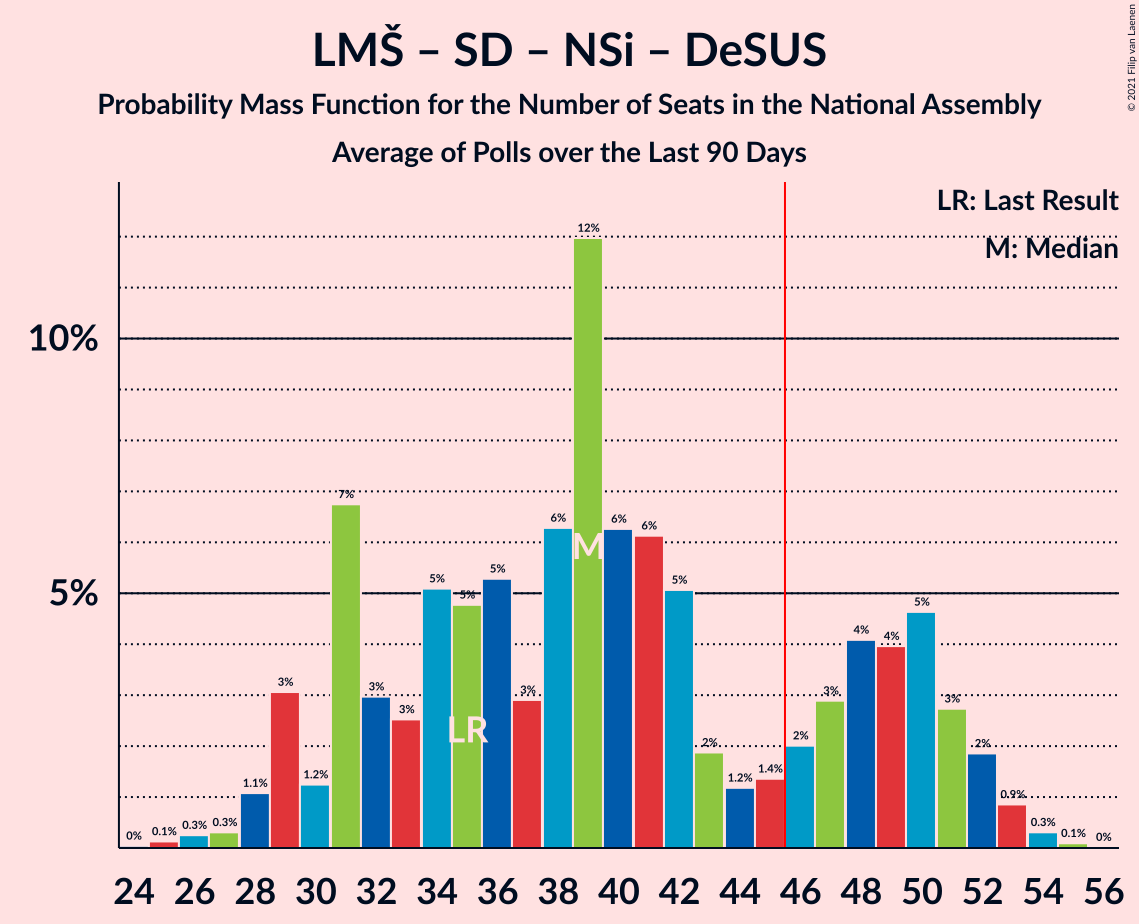 LMŠ – SD – NSi – DeSUS
Probability Mass Function for the Number of Seats in the National Assembly
Average of Polls over the Last 90 Days
© 2021 Filip van Laenen
LR: Last Result
M: Median
10%
5%
0% 0.1% 0.3% 0.3% 1.1% 3% 1.2% 7% 3% 3% 5% 5% 5% 3% 6% 12% 6% 6% 5% 2% 1.2% 1.4% 2% 3% 4% 4% 5% 3% 2% 0.9% 0.3% 0.1% 0%
M
LR
24 26 28 30 32 34 36 38 40 42 44 46 48 50 52 54 56